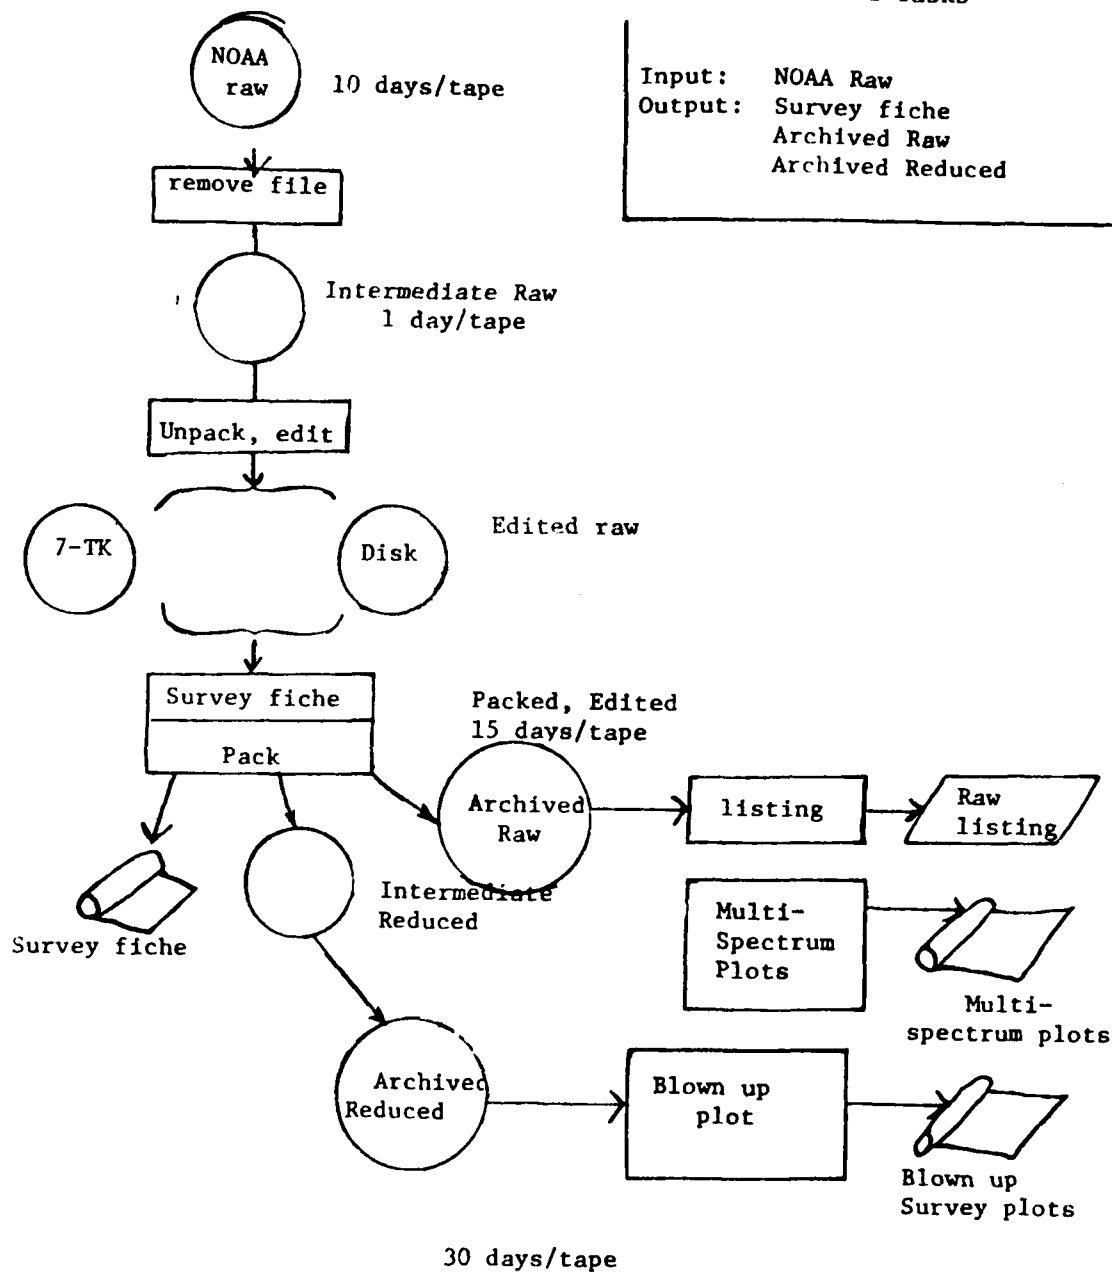 Tasks
NOAA
raw
10 days/tape
Input: NOAA Raw
Output: Survey fiche
Archived Raw
Archived Reduced
remove file
Intermediate Raw
1 day/tape
Unpack, edit
7-TK
Disk
Edited raw
Survey fiche
Pack
Packed, Edited
15 days/tape
Archived
Raw
listing
Raw
listing
Survey fiche
Intermediate
Reduced
Multi-
Spectrum
Plots
Multi-
spectrum plots
Archived
Reduced
Blown up
plot
Blown up
Survey plots
30 days/tape